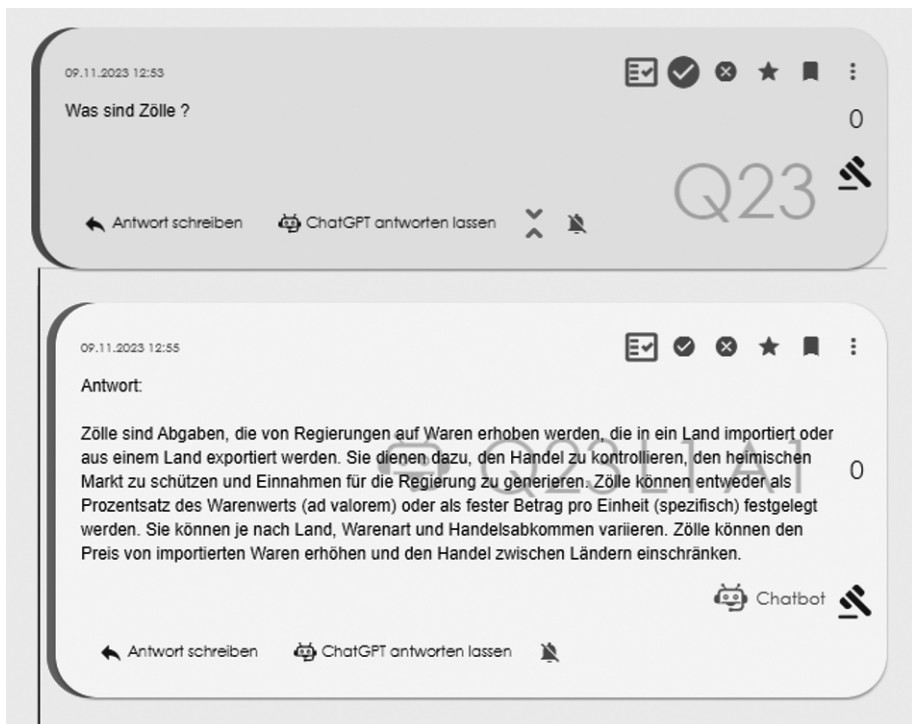 09.11.2023 12:53
Was sind Zölle ?
0
Q23
Antwort schreiben
ChatGPT antworten lassen
09.11.2023 12:55
Antwort:
Zölle sind Abgaben, die von Regierungen auf Waren erhoben werden, die in ein Land importiert oder
aus einem Land exportiert werden. Sie dienen dazu, den Handel zu kontrollieren, den heimischen
Markt zu schützen und Einnahmen für die Regierung zu generieren. Zölle können entweder als
Prozentsatz des Warenwerts (ad valorem) oder als fester Betrag pro Einheit (spezifisch) festgelegt
werden. Sie können je nach Land, Warenart und Handelsabkommen variieren. Zölle können den
Preis von importierten Waren erhöhen und den Handel zwischen Ländern einschränken.
Q23L1A1
0
Chatbot
Antwort schreiben
ChatGPT antworten lassen